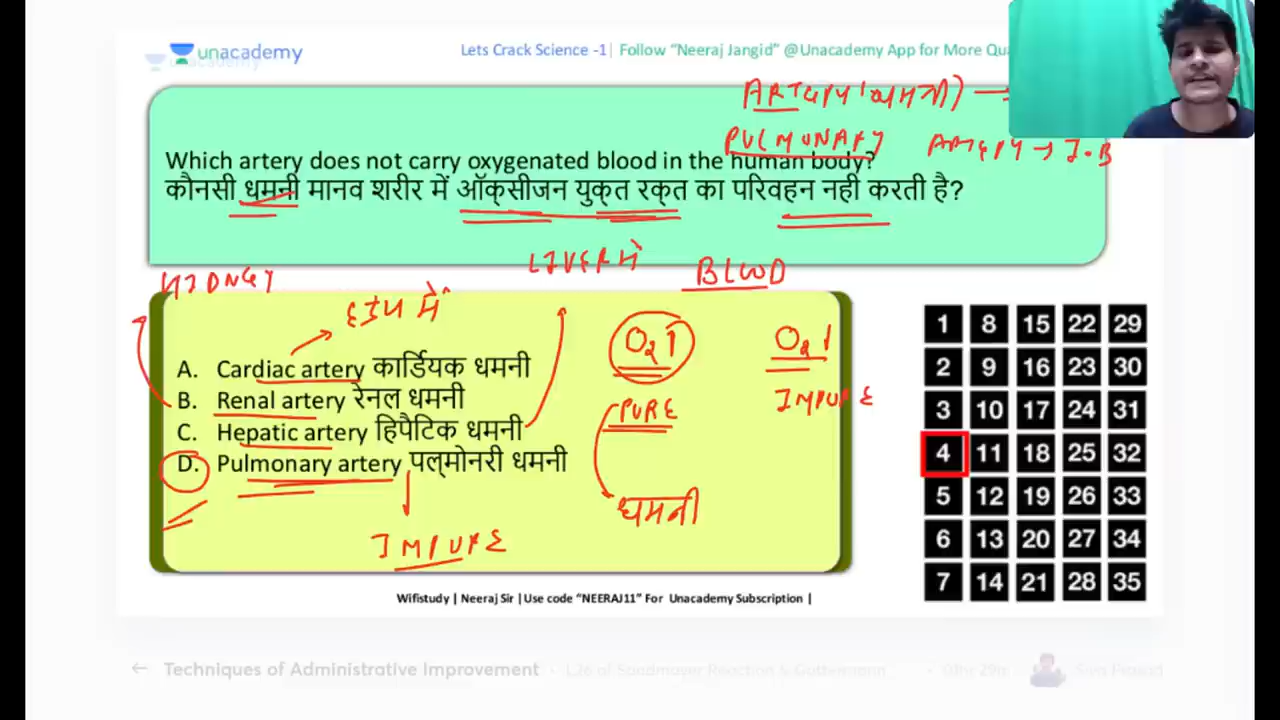 unacademy
Lets Crack Science -1| Follow “Neeraj Jangid” @Unacademy App for More
ARTERY (धमनी) →
PULMONARY ARTERY → I.B
Which artery does not carry oxygenated blood in the human body?
कौनसी धमनी मानव शरीर में ऑक्सीजन युक्त रक्त का परिवहन नही करती है?
KIDNEY
LIVER में
BLOOD
हृदय में
O2↑
O2↓
A. Cardiac artery कार्डियक धमनी
B. Renal artery रेनल धमनी
C. Hepatic artery हिपैटिक धमनी
D. Pulmonary artery पल्मोनरी धमनी
PURE
IMPURE
धमनी
IMPURE
1 8 15 22 29
2 9 16 23 30
3 10 17 24 31
4 11 18 25 32
5 12 19 26 33
6 13 20 27 34
7 14 21 28 35
Wifistudy | Neeraj Sir | Use code “NEERAJ11” For Unacademy Subscription |
Techniques of Administrative Improvement